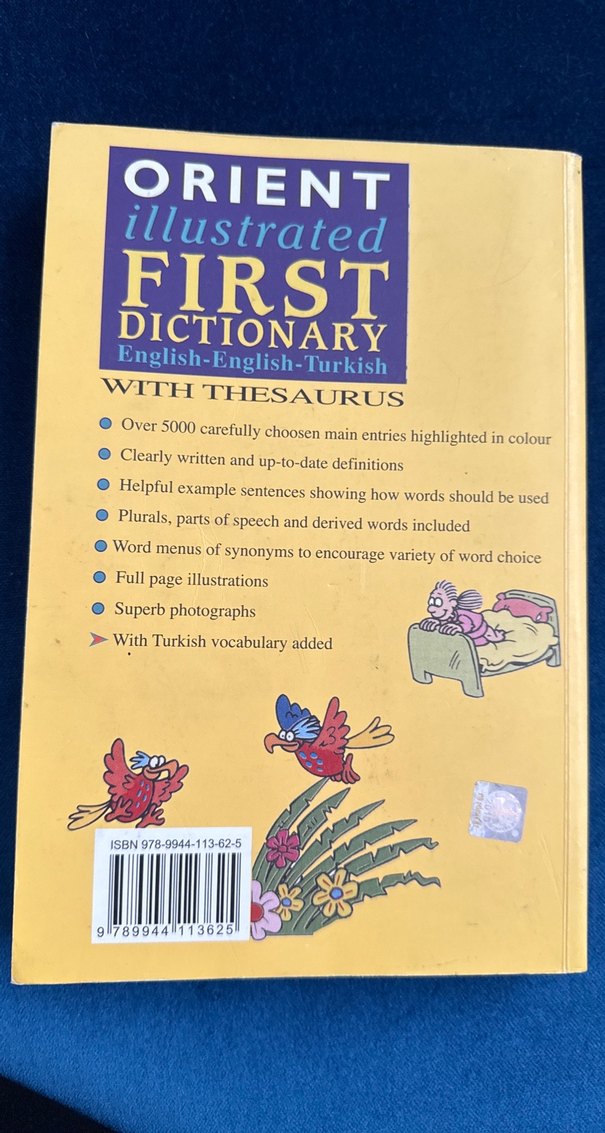 ORIENT
illustrated
FIRST
DICTIONARY
English-English-Turkish
WITH THESAURUS
Over 5000 carefully choosen main entries highlighted in colour
Clearly written and up-to-date definitions
Helpful example sentences showing how words should be used
Plurals, parts of speech and derived words included
Word menus of synonyms to encourage variety of word choice
Full page illustrations
Superb photographs
With Turkish vocabulary added
ISBN 978-9944-113-62-5
9 789944 113625